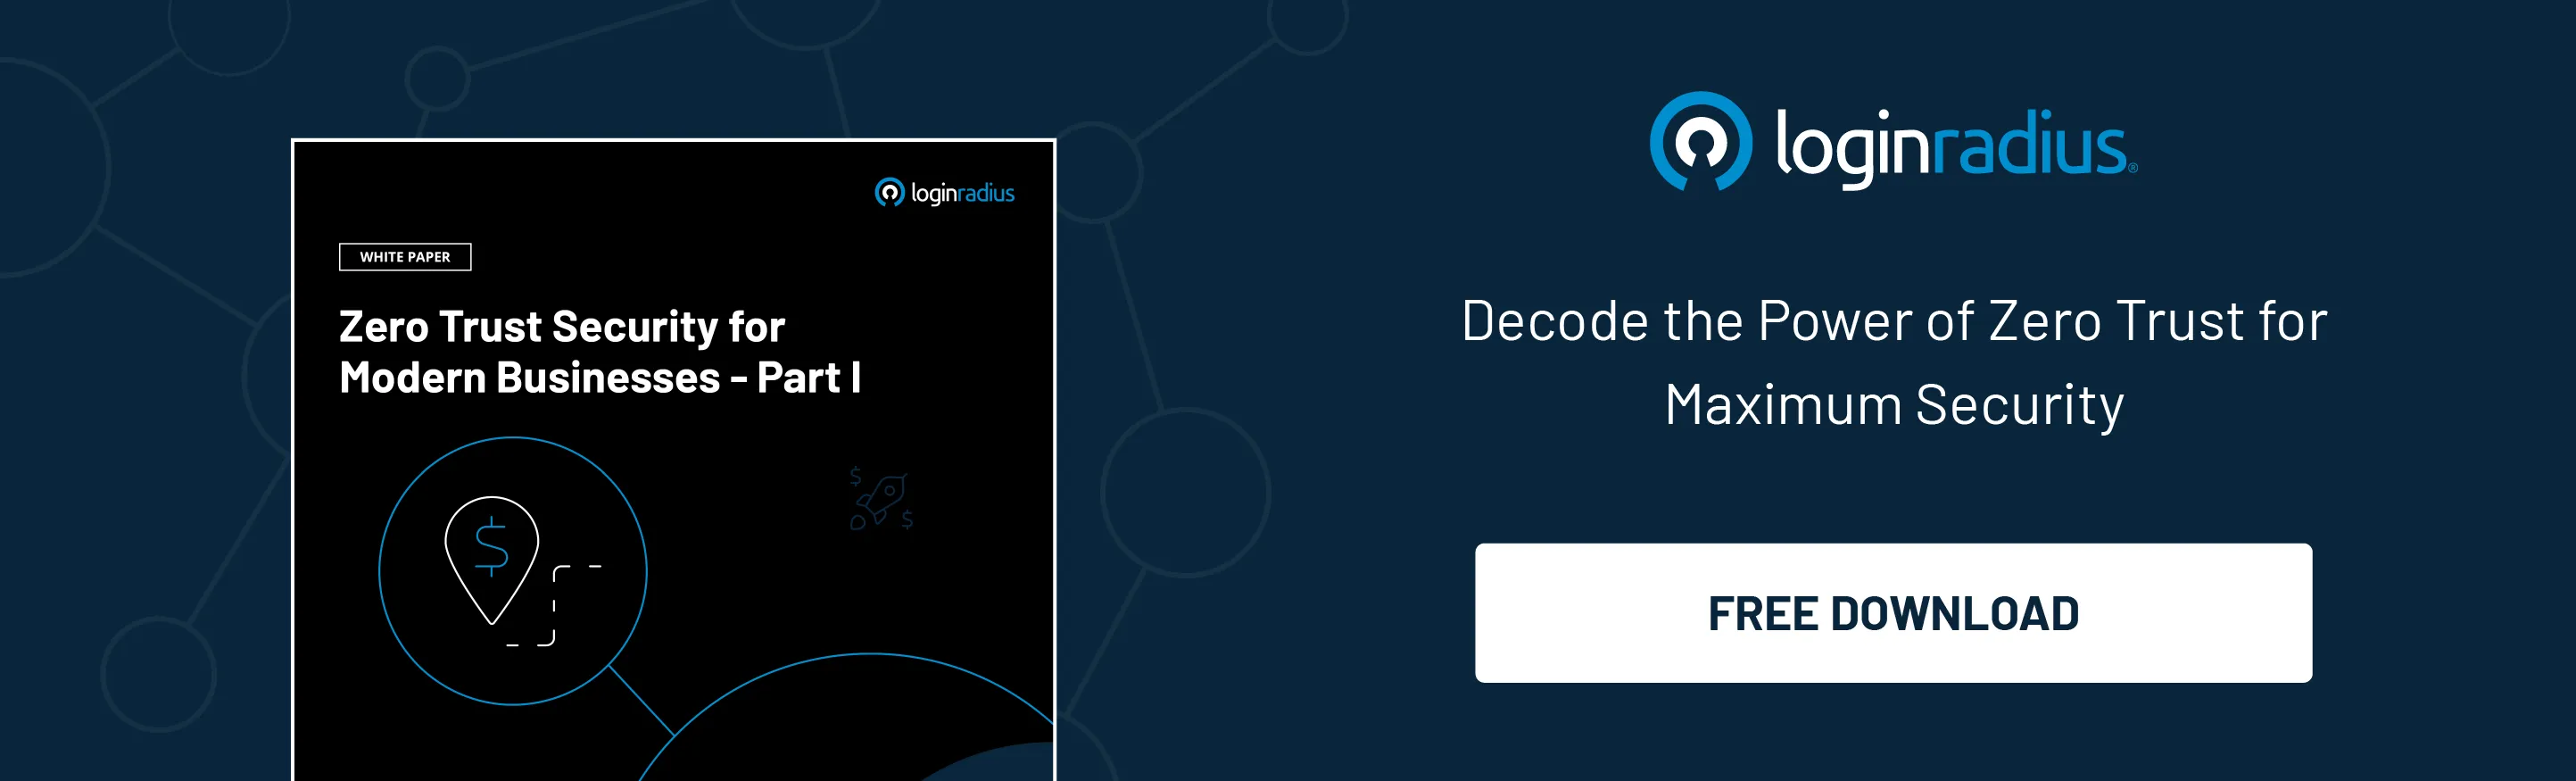 loginradius
WHITE PAPER
Zero Trust Security for
Modern Businesses - Part I
$
$
$
loginradius®
Decode the Power of Zero Trust for
Maximum Security
FREE DOWNLOAD